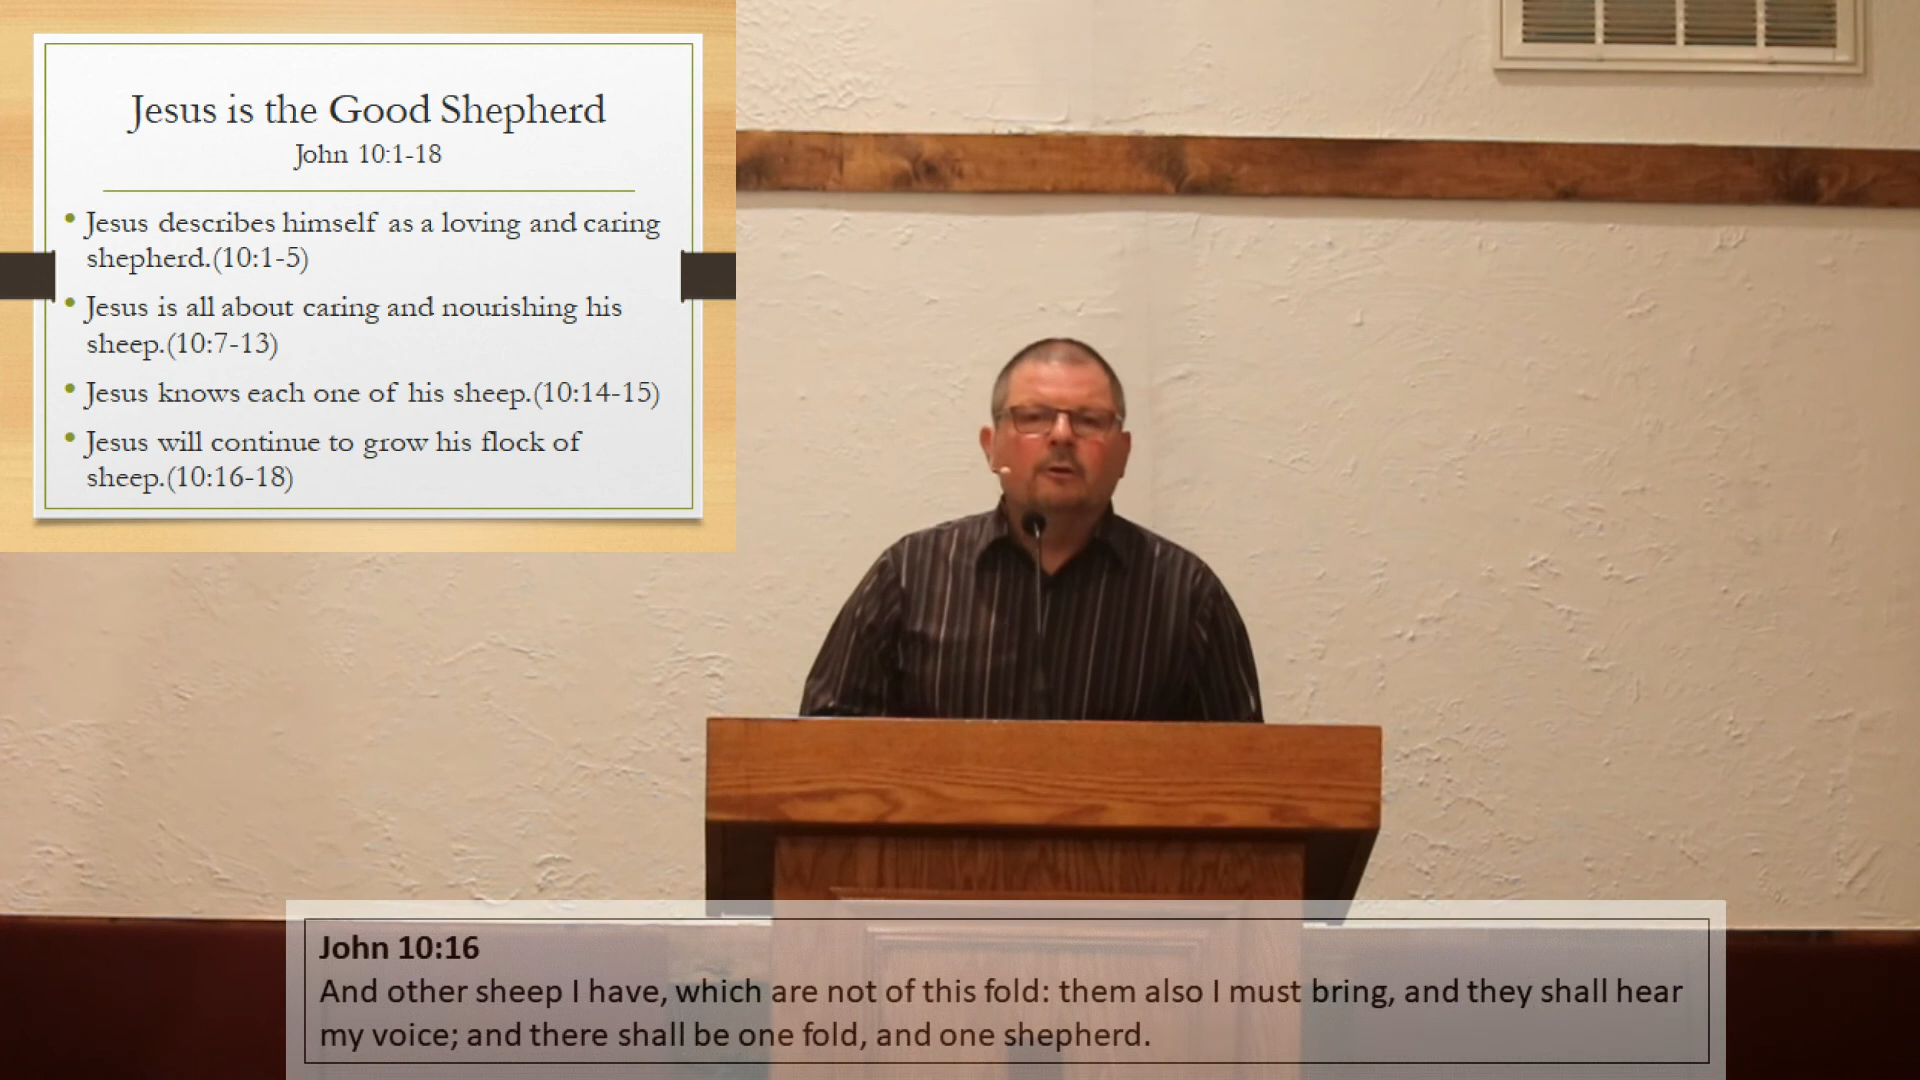 Jesus is the Good Shepherd
John 10:1-18
• Jesus describes himself as a loving and caring
shepherd.(10:1-5)
• Jesus is all about caring and nourishing his
sheep.(10:7-13)
• Jesus knows each one of his sheep.(10:14-15)
• Jesus will continue to grow his flock of
sheep.(10:16-18)
John 10:16
And other sheep I have, which are not of this fold: them also I must bring, and they shall hear
my voice; and there shall be one fold, and one shepherd.